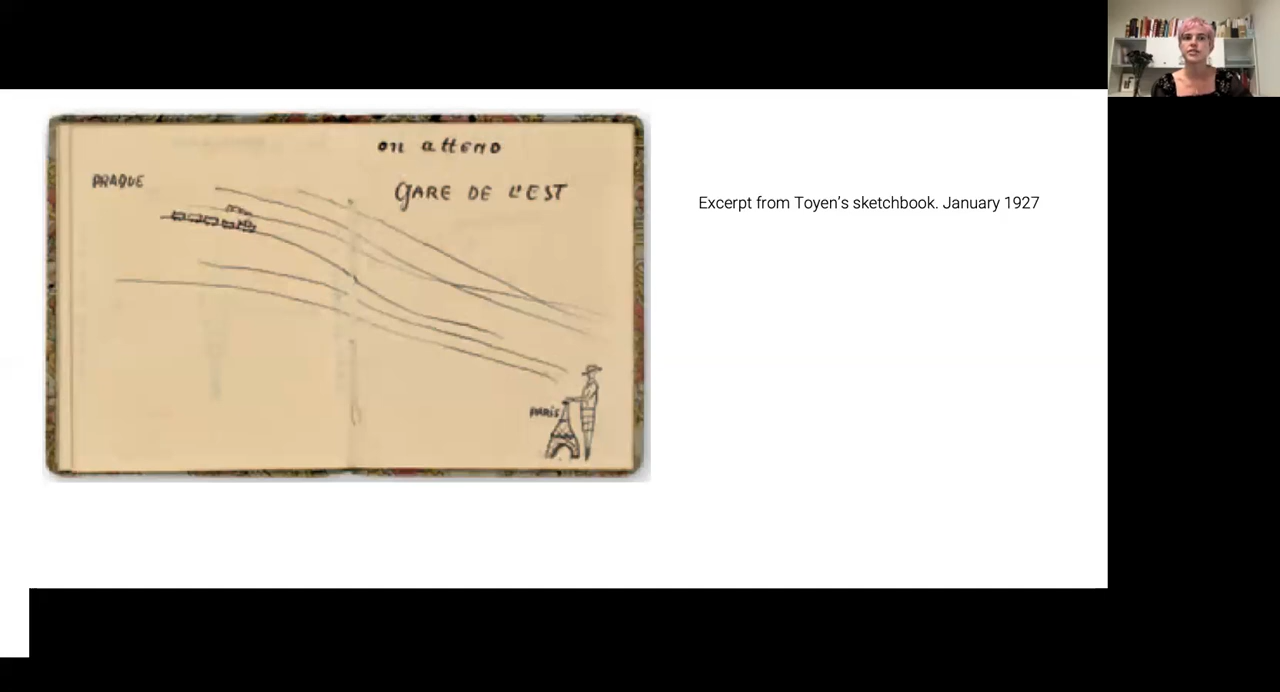 on attend
GARE DE L'EST
PRAGUE
PARIS
Excerpt from Toyen's sketchbook. January 1927